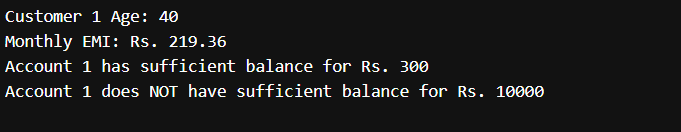 Customer 1 Age: 40
Monthly EMI: Rs. 219.36
Account 1 has sufficient balance for Rs. 300
Account 1 does NOT have sufficient balance for Rs. 10000